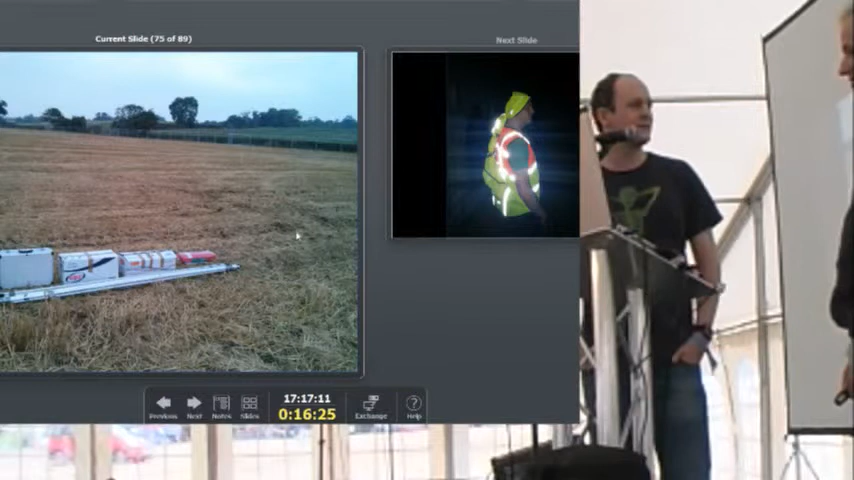 Current Slide (75 of 89)
Next Slide
17:17:11
0:16:25
Previous
Next
Notes
Slides
Exchange
Help